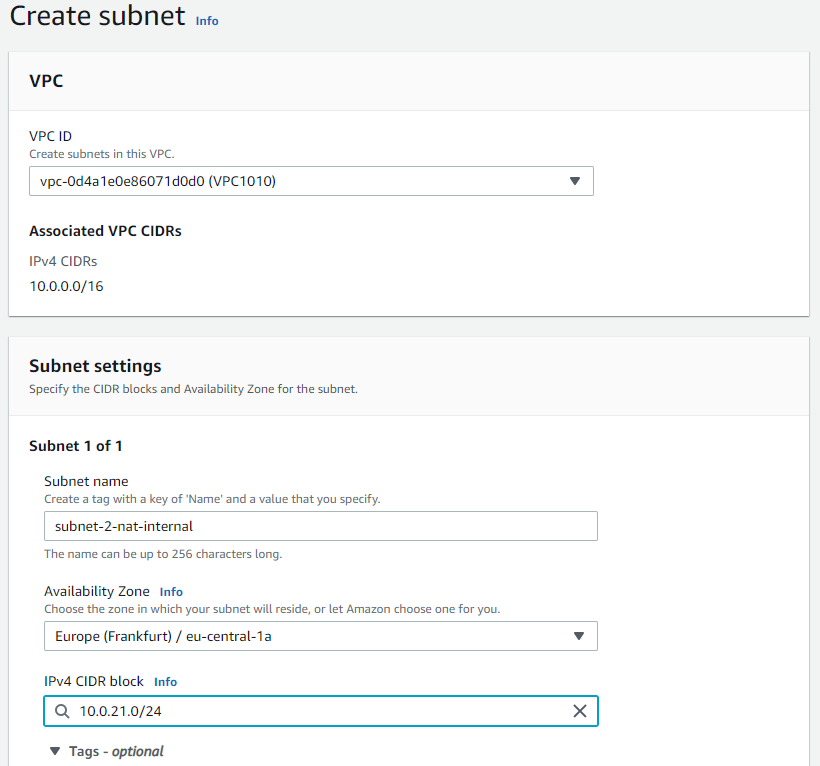 Create subnet Info
VPC
VPC ID
Create subnets in this VPC.
vpc-0d4a1e0e86071d0d0 (VPC1010)
Associated VPC CIDRs
IPv4 CIDRs
10.0.0.0/16
Subnet settings
Specify the CIDR blocks and Availability Zone for the subnet.
Subnet 1 of 1
Subnet name
Create a tag with a key of 'Name' and a value that you specify.
subnet-2-nat-internal
The name can be up to 256 characters long.
Availability Zone Info
Choose the zone in which your subnet will reside, or let Amazon choose one for you.
Europe (Frankfurt) / eu-central-1a
IPv4 CIDR block Info
10.0.21.0/24
Tags - optional